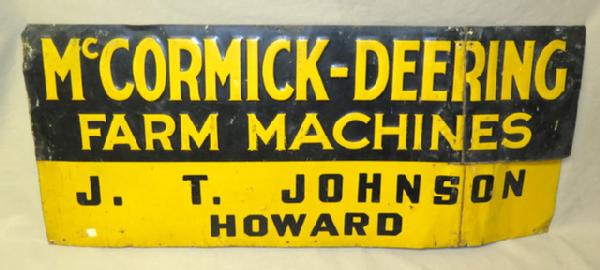 McCORMICK-DEERING
FARM MACHINES
J. T. JOHNSON
HOWARD